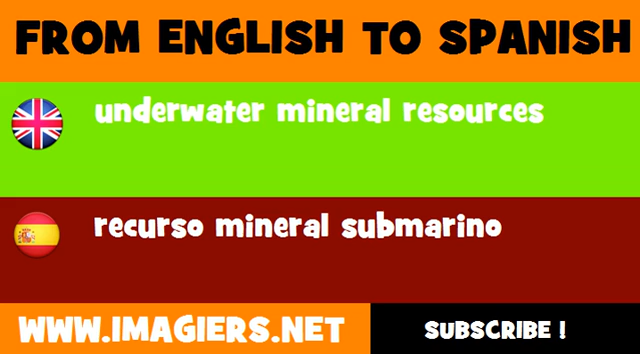 FROM ENGLISH TO SPANISH
underwater mineral resources
recurso mineral submarino
WWW.IMAGIERS.NET
SUBSCRIBE !